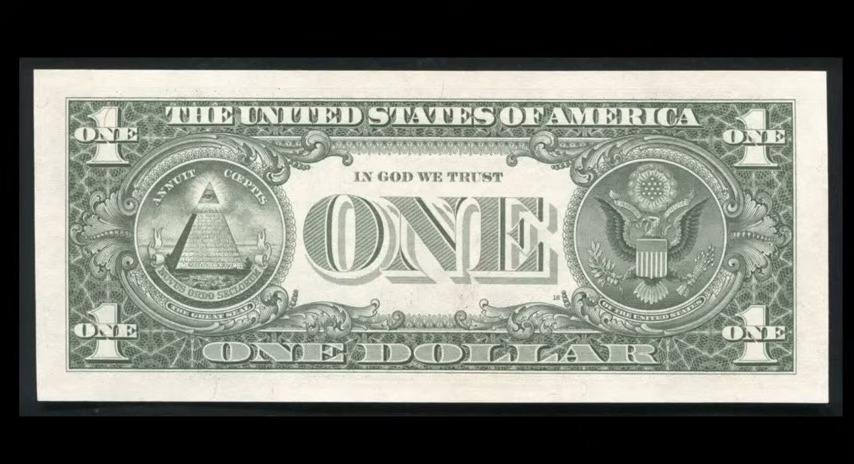 THE UNITED STATES OF AMERICA
1 ONE
1 ONE
ANNUIT CŒPTIS
IN GOD WE TRUST
ONE
NOVUS ORDO SECLORUM
THE GREAT SEAL
OF THE UNITED STATES
1 ONE
1 ONE
ONE DOLLAR